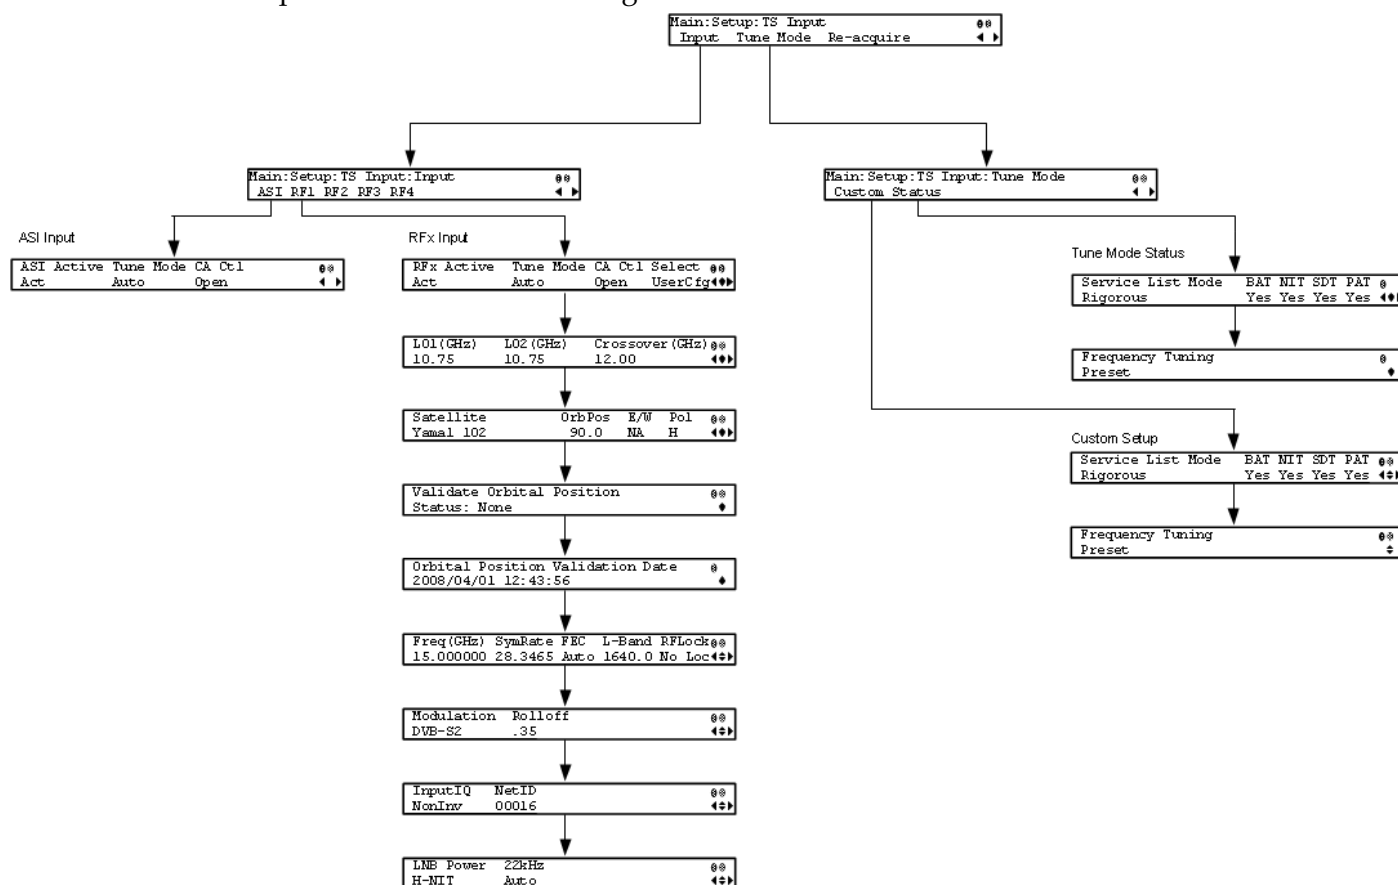 Main:Setup:TS Input
Input Tune Mode Re-acquire
Main:Setup:TS Input:Input
ASI RF1 RF2 RF3 RF4
Main:Setup:TS Input:Tune Mode
Custom Status
ASI Input
ASI Active Tune Mode CA Ctl
Act Auto Open
RFx Input
RFx Active Tune Mode CA Ctl Select
Act Auto Open UserCfg
LO1(GHz) LO2(GHz) Crossover(GHz)
10.75 10.75 12.00
Satellite OrbPos E/W Pol
Yamal 102 90.0 NA H
Validate Orbital Position
Status: None
Orbital Position Validation Date
2008/04/01 12:43:56
Freq(GHz) SymRate FEC L-Band RFLock
15.000000 28.3465 Auto 1640.0 No Loc
Modulation Rolloff
DVB-S2 .35
InputIQ NetID
NonInv 00016
LNB Power 22kHz
H-NIT Auto
Tune Mode Status
Service List Mode BAT NIT SDT PAT
Rigorous Yes Yes Yes Yes
Frequency Tuning
Preset
Custom Setup
Service List Mode BAT NIT SDT PAT
Rigorous Yes Yes Yes Yes
Frequency Tuning
Preset